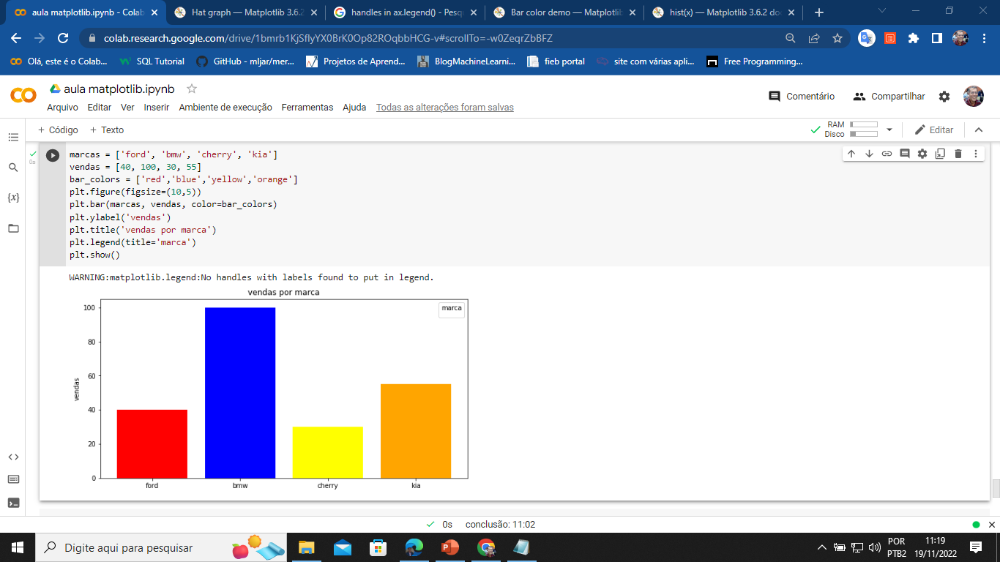 aula matplotlib.ipynb - Colab
Hat graph — Matplotlib 3.6.2
handles in ax.legend() - Pesq
Bar color demo — Matplotlib
hist(x) — Matplotlib 3.6.2 do
colab.research.google.com/drive/1bmrb1KjSflyYX0BrK0Op82ROqbbHCG-v#scrollTo=-w0ZeqrZbBFZ
Olá, este é o Colab...
SQL Tutorial
GitHub - mljar/mer...
Projetos de Aprend...
BlogMachineLearni...
fieb portal
site com várias apli...
Free Programming...
aula matplotlib.ipynb
Comentário
Compartilhar
Arquivo Editar Ver Inserir Ambiente de execução Ferramentas Ajuda Todas as alterações foram salvas
+ Código + Texto
RAM
Disco
Editar
0s
marcas = ['ford', 'bmw', 'cherry', 'kia']
vendas = [40, 100, 30, 55]
bar_colors = ['red','blue','yellow','orange']
plt.figure(figsize=(10,5))
plt.bar(marcas, vendas, color=bar_colors)
plt.ylabel('vendas')
plt.title('vendas por marca')
plt.legend(title='marca')
plt.show()
WARNING:matplotlib.legend:No handles with labels found to put in legend.
vendas por marca
marca
100
80
60
40
20
0
vendas
ford bmw cherry kia
0s conclusão: 11:02
Digite aqui para pesquisar
POR
PTB2
11:19
19/11/2022